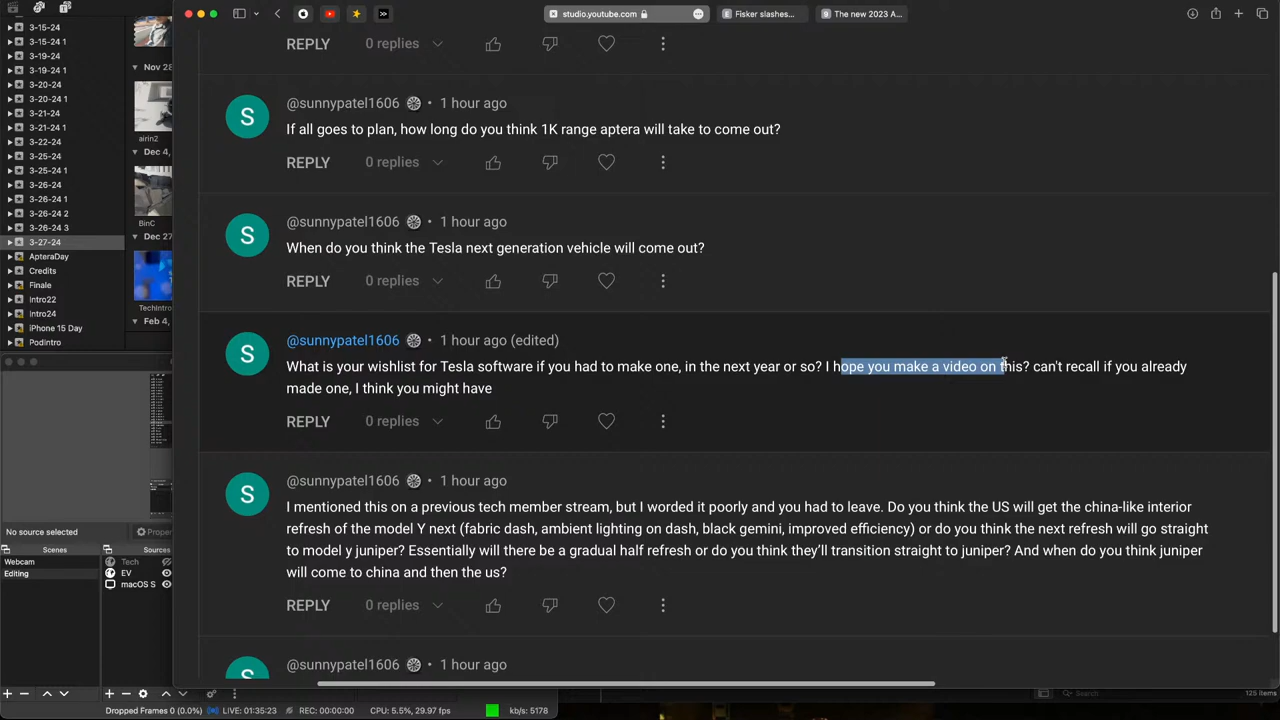 studio.youtube.com
Fisker slashes...
The new 2023 A...
3-15-24
3-15-24 1
3-19-24
3-19-24 1
3-20-24
3-20-24 1
3-21-24
3-22-24
3-25-24
3-25-24 1
3-26-24
3-26-24 1
3-26-24 2
3-26-24 3
3-27-24
ApteraDay
Credits
Finale
Intro22
Intro24
iPhone 15 Day
Podintro
Nov 28
airin2
Dec 4,
BinC
Dec 27
TechIntro
Feb 4,
REPLY 0 replies
S
@sunnypatel1606 • 1 hour ago
If all goes to plan, how long do you think 1K range aptera will take to come out?
REPLY 0 replies
S
@sunnypatel1606 • 1 hour ago
When do you think the Tesla next generation vehicle will come out?
REPLY 0 replies
S
@sunnypatel1606 • 1 hour ago (edited)
What is your wishlist for Tesla software if you had to make one, in the next year or so? I hope you make a video on this? can't recall if you already
made one, I think you might have
REPLY 0 replies
S
@sunnypatel1606 • 1 hour ago
I mentioned this on a previous tech member stream, but I worded it poorly and you had to leave. Do you think the US will get the china-like interior
refresh of the model Y next (fabric dash, ambient lighting on dash, black gemini, improved efficiency) or do you think the next refresh will go straight
to model y juniper? Essentially will there be a gradual half refresh or do you think they'll transition straight to juniper? And when do you think juniper
will come to china and then the us?
REPLY 0 replies
S
@sunnypatel1606 • 1 hour ago
No source selected
Proper
Scenes
Sources
Webcam
Editing
Tech
EV
macOS S
Search
125 items
Dropped Frames 0 (0.0%)
LIVE: 01:35:23
REC: 00:00:00
CPU: 5.5%, 29.97 fps
kb/s: 5178